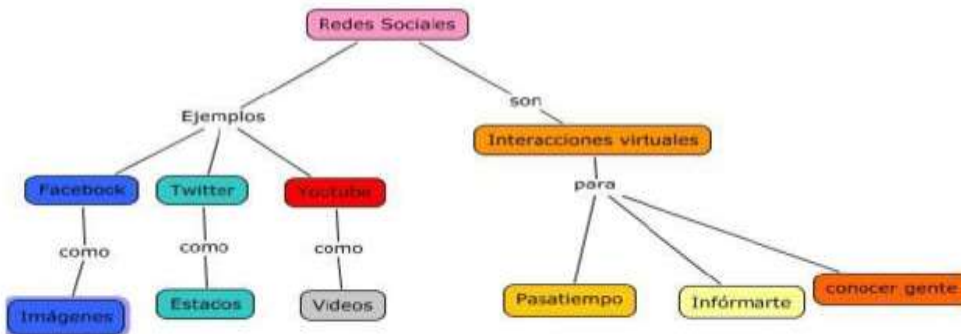 Redes Sociales
Ejemplos
son
Interacciones virtuales
Facebook
Twitter
Youtube
para
como
como
como
Imágenes
Estacos
Videos
Pasatiempo
Infórmarte
conocer gente